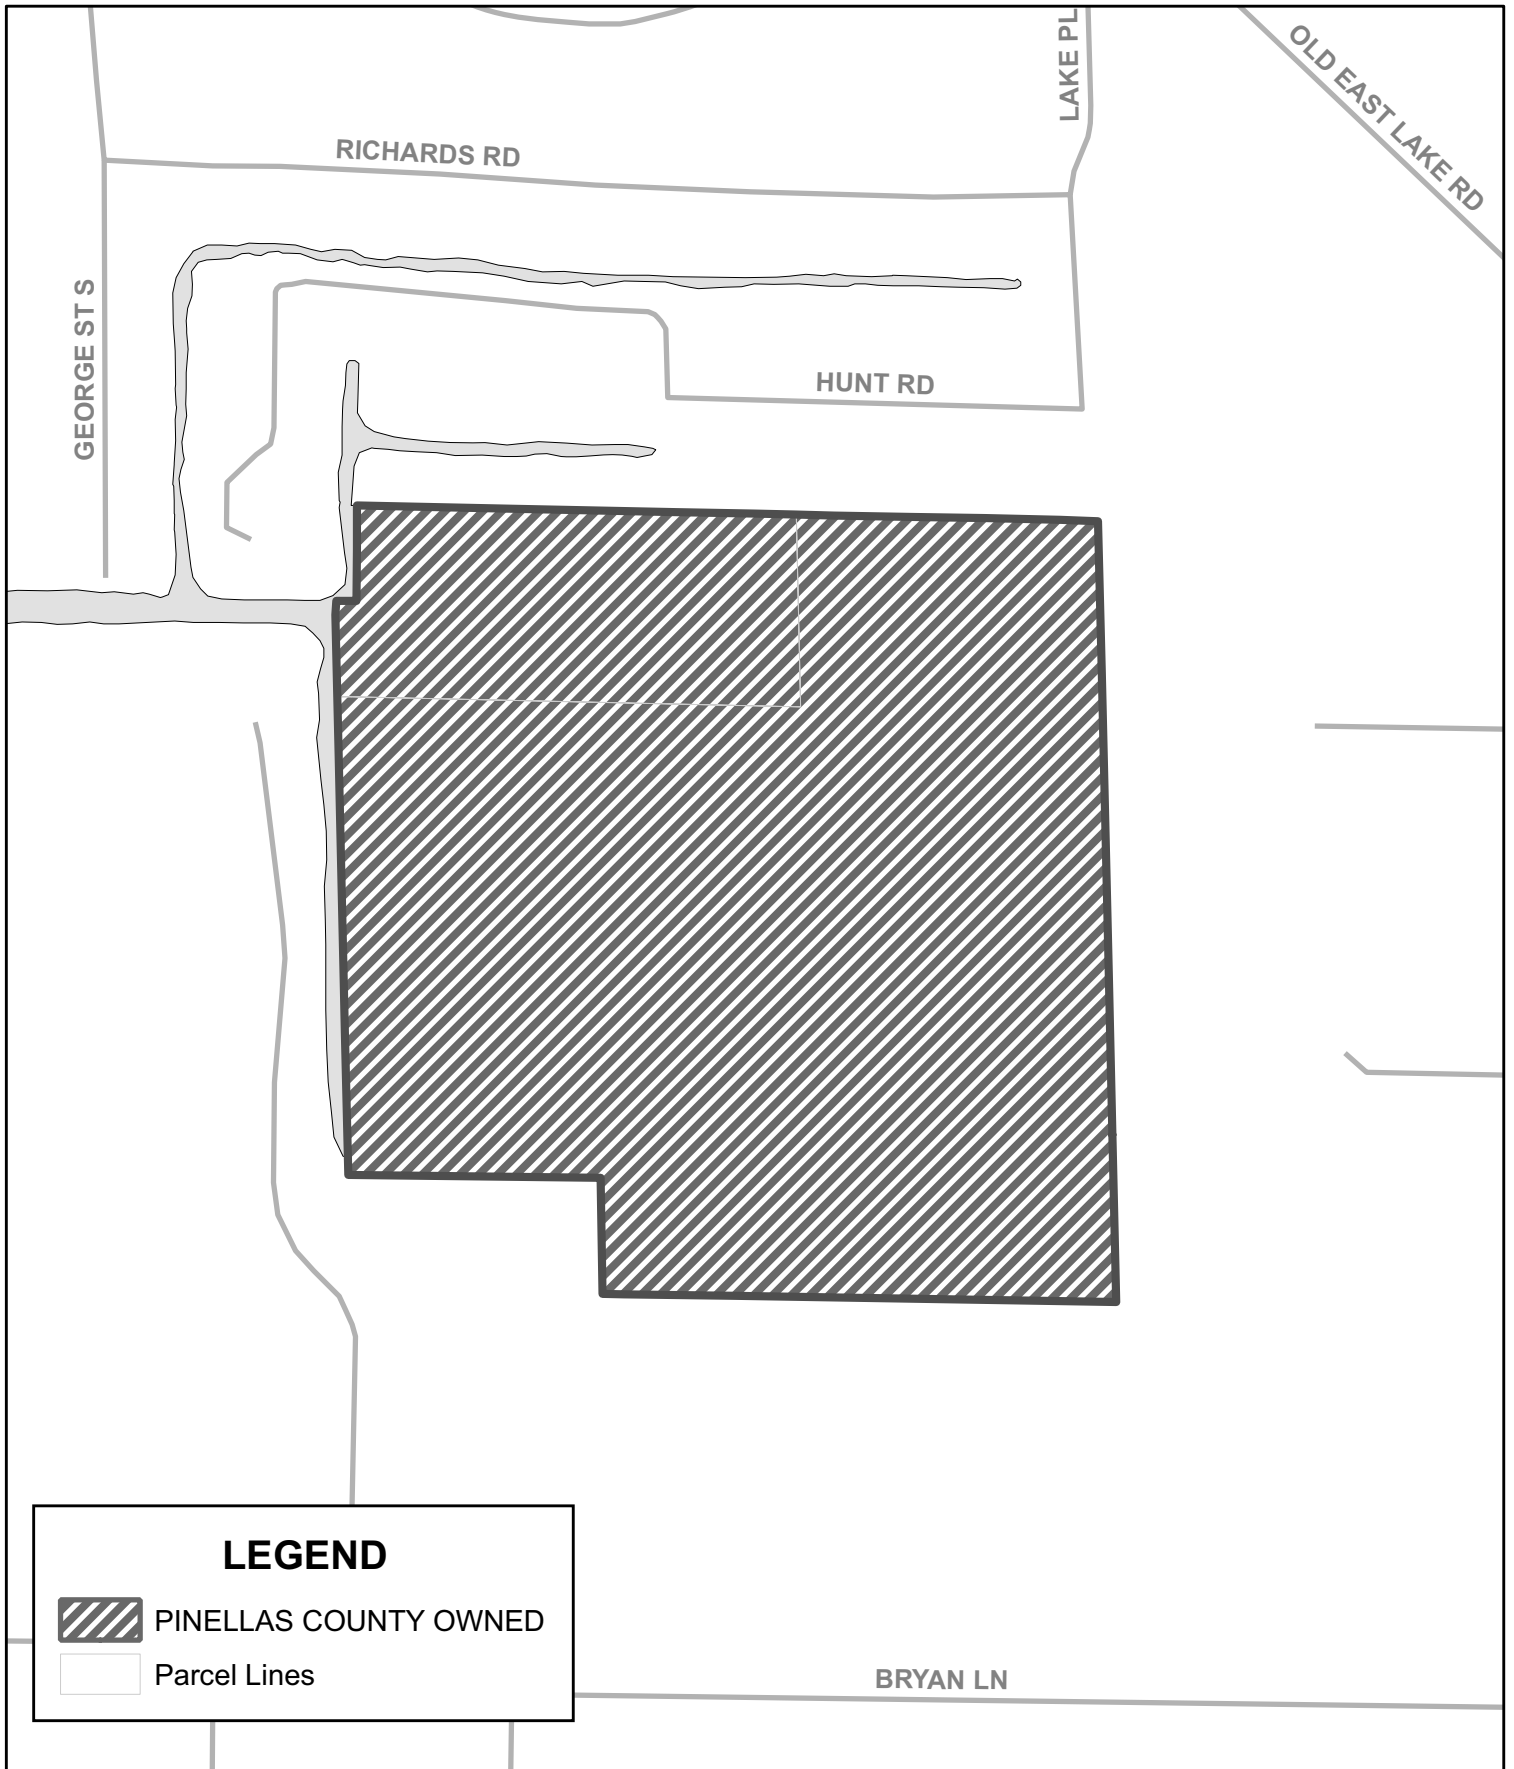 LAKE PL
OLD EAST LAKE RD
RICHARDS RD
GEORGE ST S
HUNT RD
LEGEND
PINELLAS COUNTY OWNED
Parcel Lines
BRYAN LN